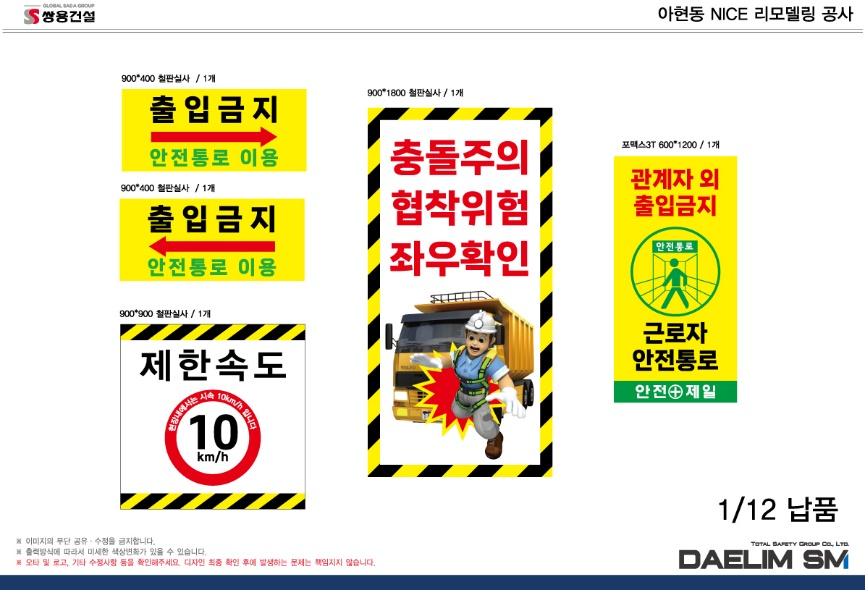 GLOBAL SAGA GROUP
쌍용건설
아현동 NICE 리모델링 공사
900*400 철판실사 / 1개
출입금지
안전통로 이용
900*400 철판실사 / 1개
출입금지
안전통로 이용
900*900 철판실사 / 1개
제한속도
현장내에서는 시속 10km/h 입니다
10
km/h
900*1800 철판실사 / 1개
충돌주의
협착위험
좌우확인
포맥스3T 600*1200 / 1개
관계자 외
출입금지
안전통로
근로자
안전통로
안전 제일
1/12 납품
※ 이미지의 무단 공유 · 수정을 금지합니다.
※ 출력방식에 따라서 미세한 색상변화가 있을 수 있습니다.
※ 오타 및 로고, 기타 수정사항 등을 확인해주세요. 디자인 최종 확인 후에 발생하는 문제는 책임지지 않습니다.
TOTAL SAFETY GROUP CO., LTD.
DAELIM SM